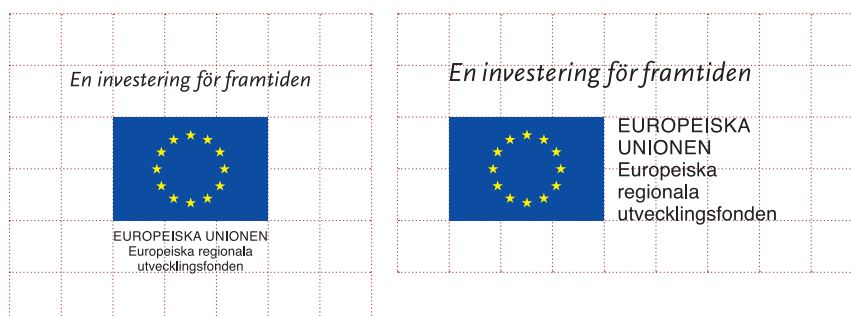 En investering för framtiden
EUROPEISKA UNIONEN
Europeiska regionala
utvecklingsfonden
En investering för framtiden
EUROPEISKA
UNIONEN
Europeiska
regionala
utvecklingsfonden